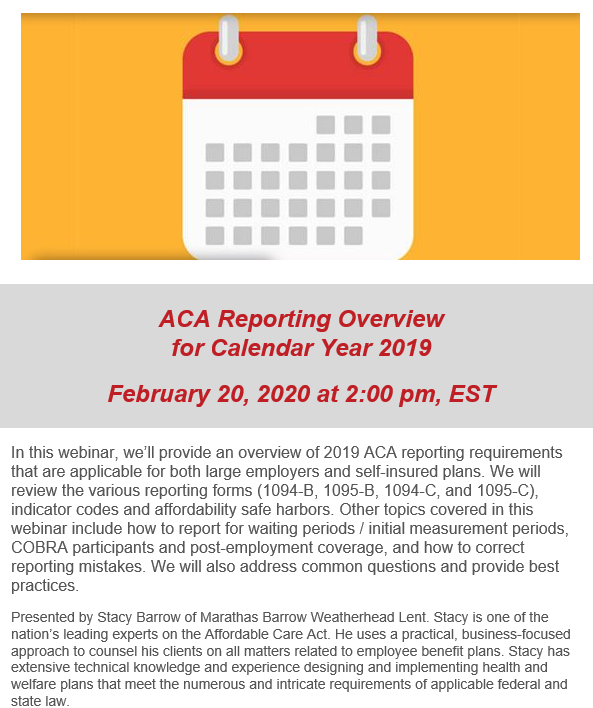 ACA Reporting Overview
for Calendar Year 2019
February 20, 2020 at 2:00 pm, EST
In this webinar, we’ll provide an overview of 2019 ACA reporting requirements
that are applicable for both large employers and self-insured plans. We will
review the various reporting forms (1094-B, 1095-B, 1094-C, and 1095-C),
indicator codes and affordability safe harbors. Other topics covered in this
webinar include how to report for waiting periods / initial measurement periods,
COBRA participants and post-employment coverage, and how to correct
reporting mistakes. We will also address common questions and provide best
practices.
Presented by Stacy Barrow of Marathas Barrow Weatherhead Lent. Stacy is one of the
nation’s leading experts on the Affordable Care Act. He uses a practical, business-focused
approach to counsel his clients on all matters related to employee benefit plans. Stacy has
extensive technical knowledge and experience designing and implementing health and
welfare plans that meet the numerous and intricate requirements of applicable federal and
state law.